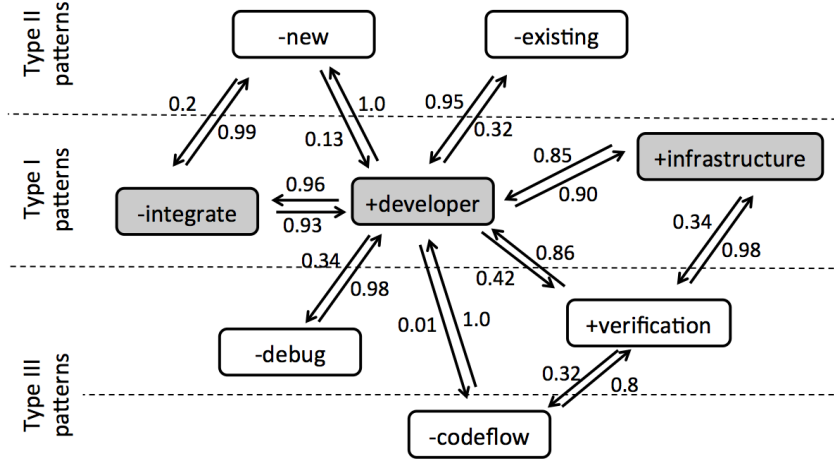 Type II
patterns
-new
-existing
0.2
0.99
1.0
0.13
0.95
0.32
Type I
patterns
-integrate
0.96
0.93
+developer
0.85
0.90
+infrastructure
0.34
0.98
0.34
0.98
0.86
0.42
0.01
1.0
Type III
patterns
-debug
+verification
0.32
0.8
-codeflow